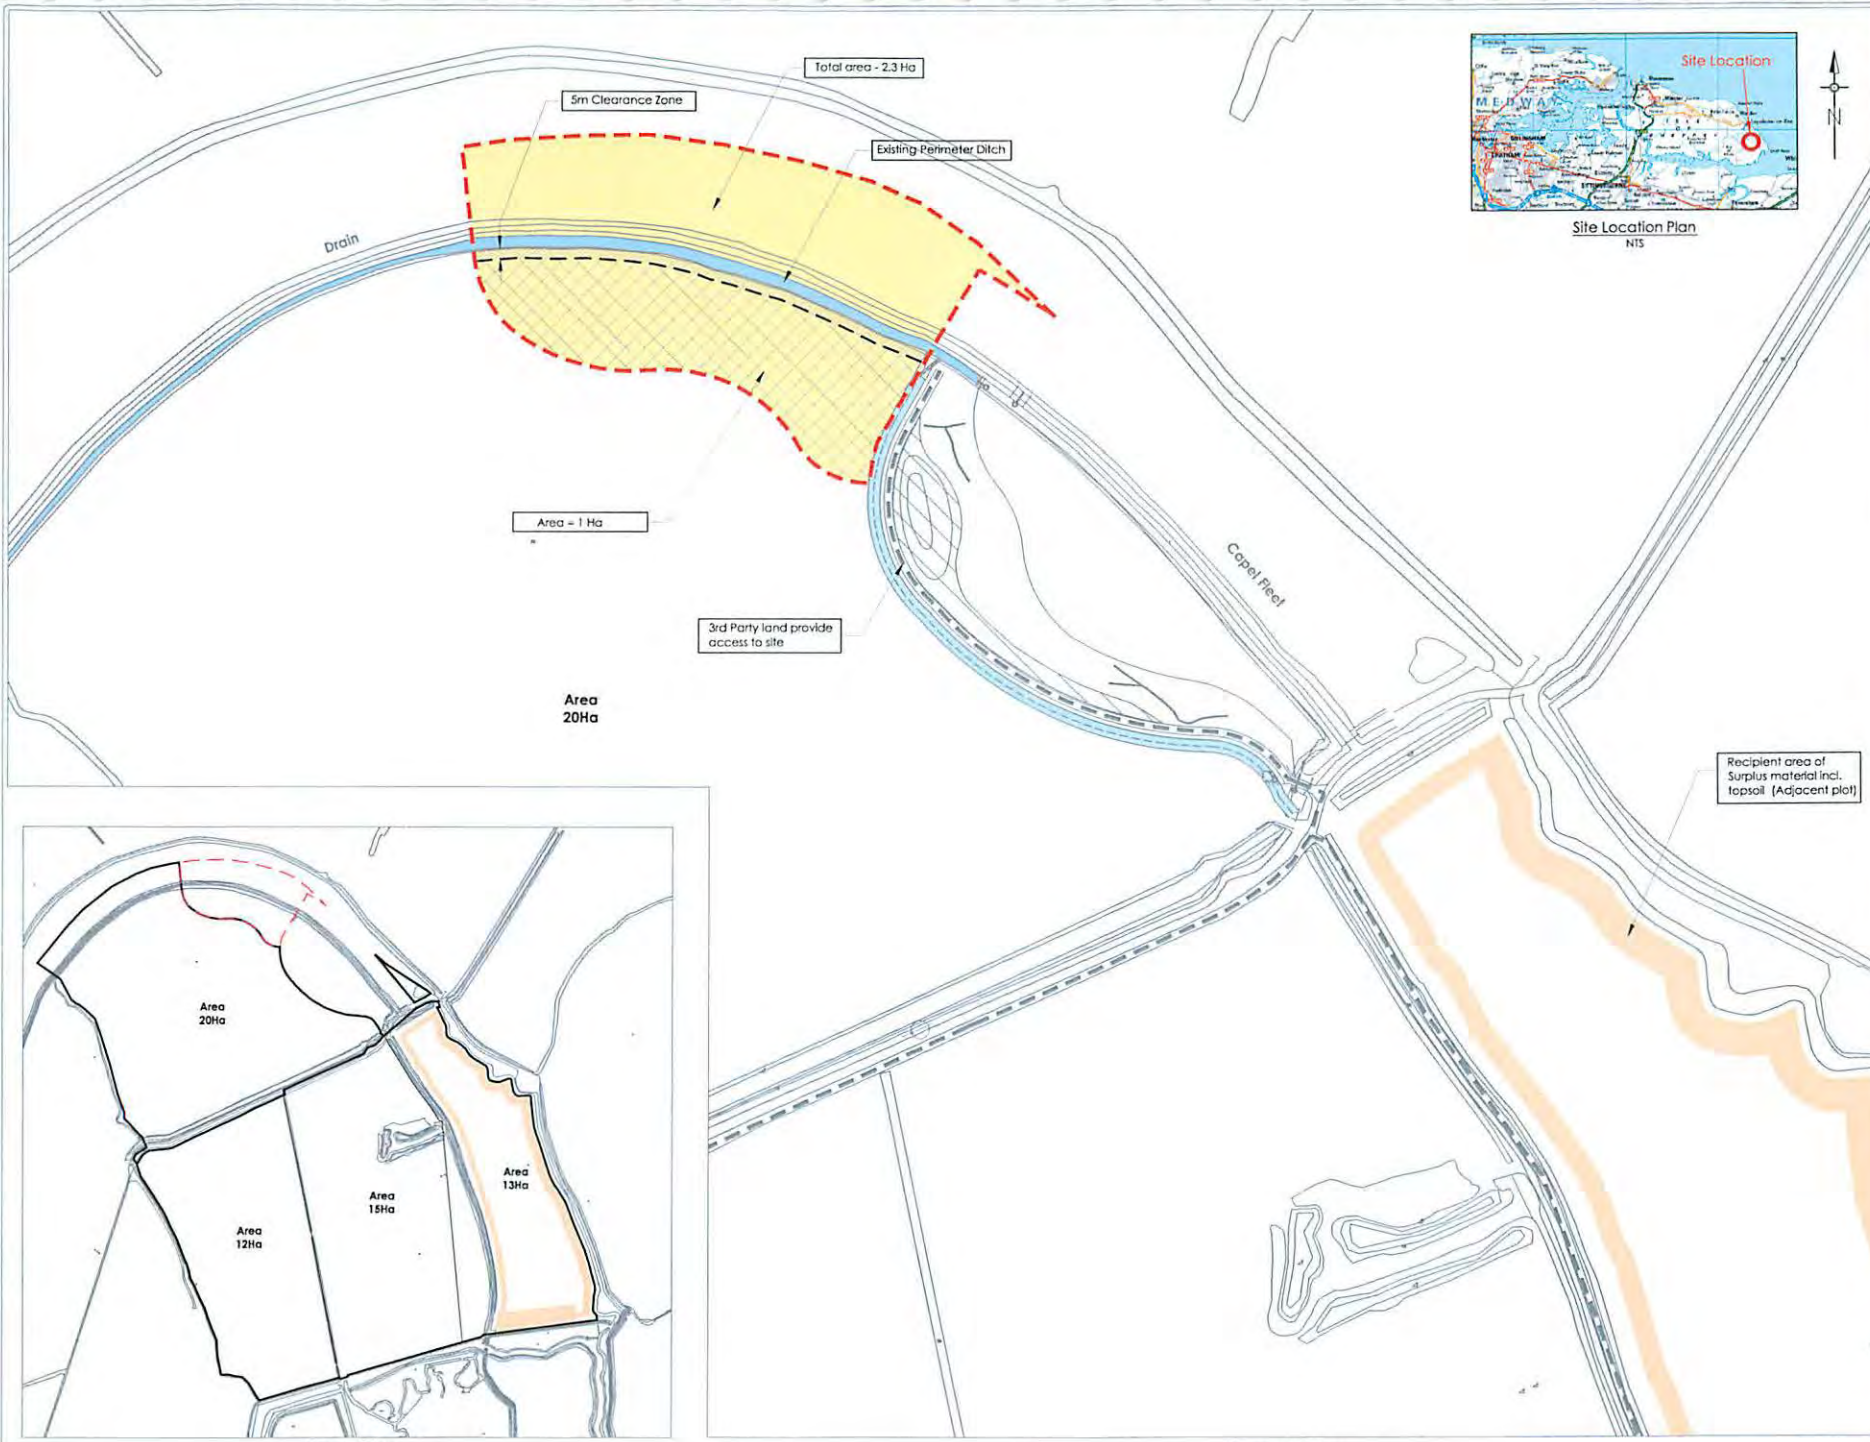 Total area - 2.3 Ha
5m Clearance Zone
Existing Perimeter Ditch
Drain
Site Location
MEDWAY
N
Site Location Plan
NTS
Area = 1 Ha
Capel Fleet
3rd Party land provide
access to site
Area
20Ha
Recipient area of
Surplus material incl.
topsoil (Adjacent plot)
Area
20Ha
Area
13Ha
Area
15Ha
Area
12Ha